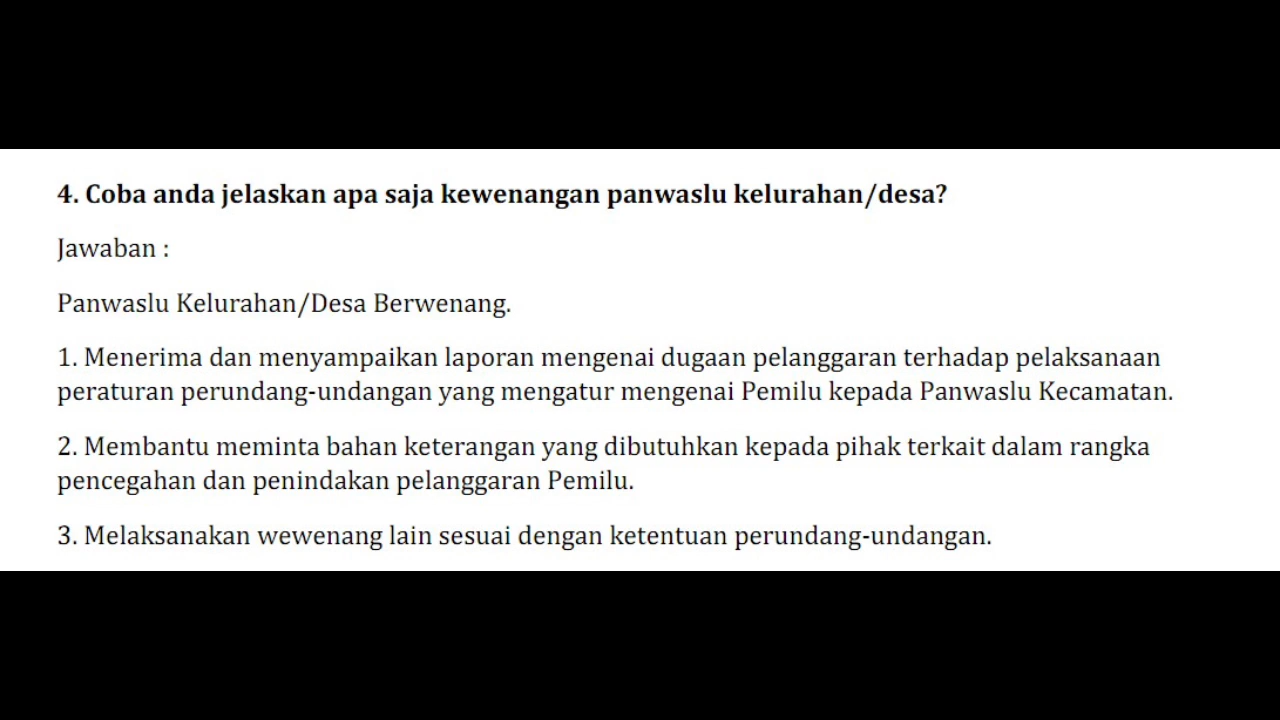 4. Coba anda jelaskan apa saja kewenangan panwaslu kelurahan/desa?
Jawaban :
Panwaslu Kelurahan/Desa Berwenang.
1. Menerima dan menyampaikan laporan mengenai dugaan pelanggaran terhadap pelaksanaan
peraturan perundang-undangan yang mengatur mengenai Pemilu kepada Panwaslu Kecamatan.
2. Membantu meminta bahan keterangan yang dibutuhkan kepada pihak terkait dalam rangka
pencegahan dan penindakan pelanggaran Pemilu.
3. Melaksanakan wewenang lain sesuai dengan ketentuan perundang-undangan.